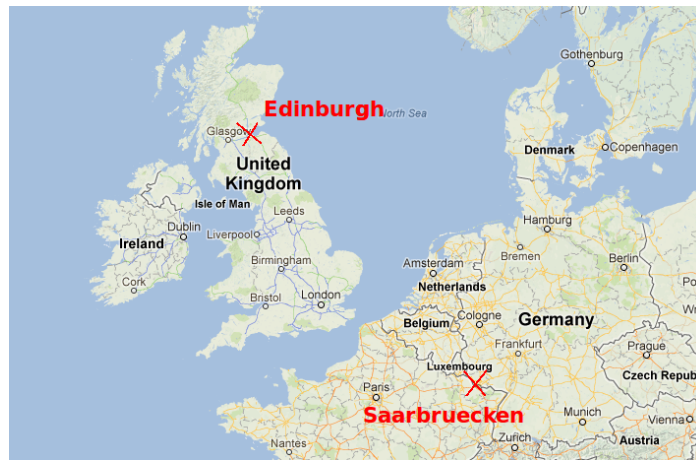 Gothenburg
Edinburgh
North Sea
Glasgow
Copenhagen
Denmark
United
Kingdom
Isle of Man
Leeds
Dublin
Liverpool
Ireland
Hamburg
Bremen
Berlin
Birmingham
Amsterdam
Netherlands
Cork
Bristol
London
Cologne
Belgium
Germany
Po
Wr
Frankfurt
Prague
Luxembourg
Czech Repub
Paris
Saarbruecken
Munich
Vienna
Zurich
Austria
Nantes